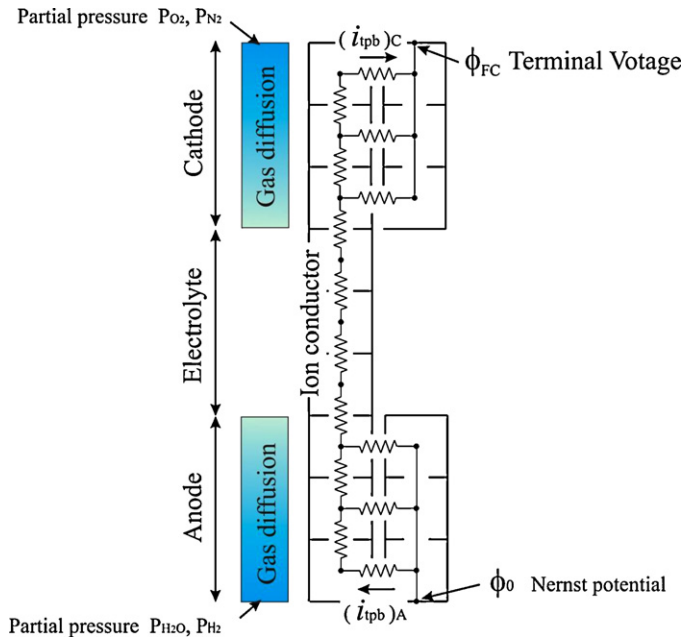 Partial pressure PO2, PN2
(itpb)C
ϕFC Terminal Votage
Cathode
Gas diffusion
Electrolyte
Ion conductor
Anode
Gas diffusion
ϕ0 Nernst potential
(itpb)A
Partial pressure PH2O, PH2